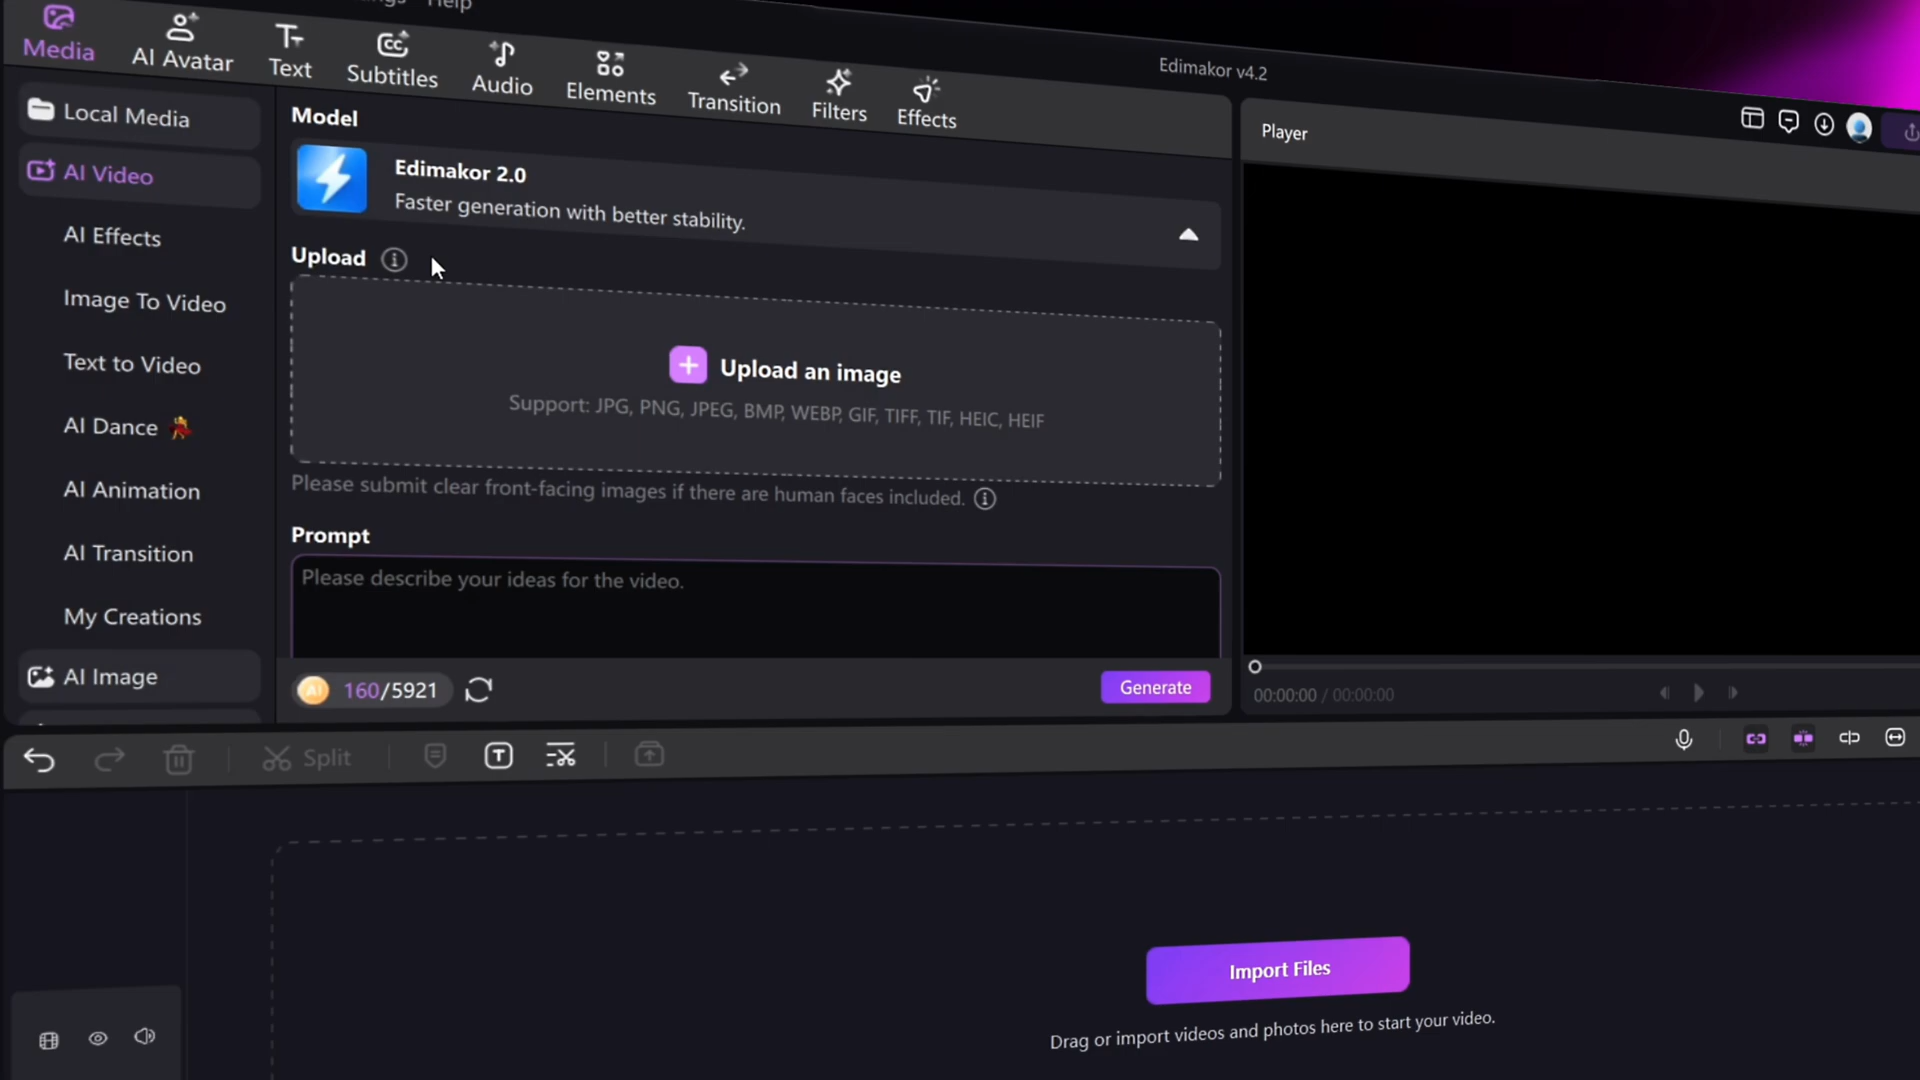 Help
Edimakor v4.2
Media
AI Avatar
Text
Subtitles
Audio
Elements
Transition
Filters
Effects
Local Media
AI Video
AI Effects
Image To Video
Text to Video
AI Dance
AI Animation
AI Transition
My Creations
AI Image
Model
Edimakor 2.0
Faster generation with better stability.
Upload
Upload an image
Support: JPG, PNG, JPEG, BMP, WEBP, GIF, TIFF, TIF, HEIC, HEIF
Please submit clear front-facing images if there are human faces included.
Prompt
Please describe your ideas for the video.
AI 160/5921
Generate
Player
00:00:00 / 00:00:00
Split
Import Files
Drag or import videos and photos here to start your video.